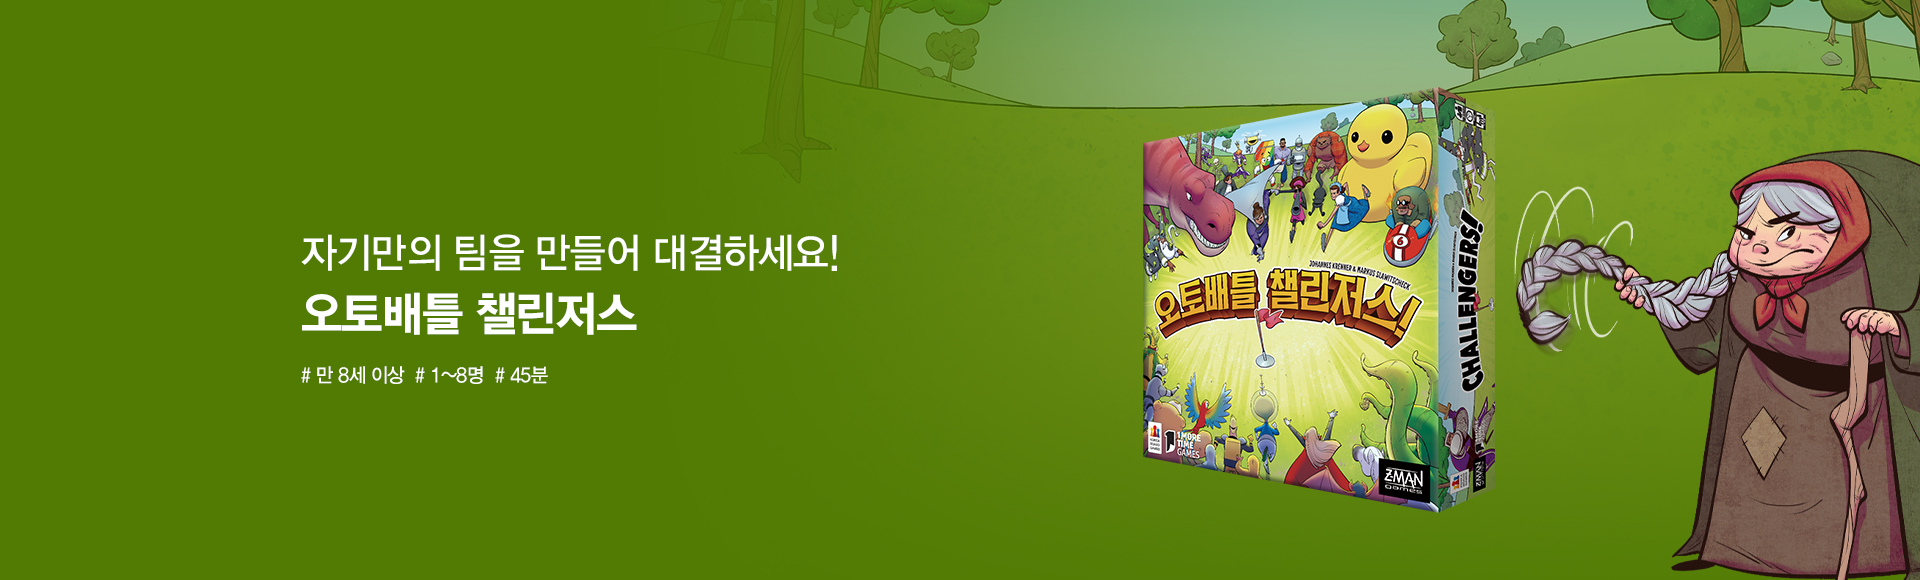 자기만의 팀을 만들어 대결하세요!
오토배틀 챌린저스
# 만 8세 이상 # 1~8명 # 45분
JOHANNES KRENNER & MARKUS SLAWITSCHECK
오토배틀 챌린저스!
6
1MORE
TIME
GAMES
Z-MAN
games
CHALLENGERS!